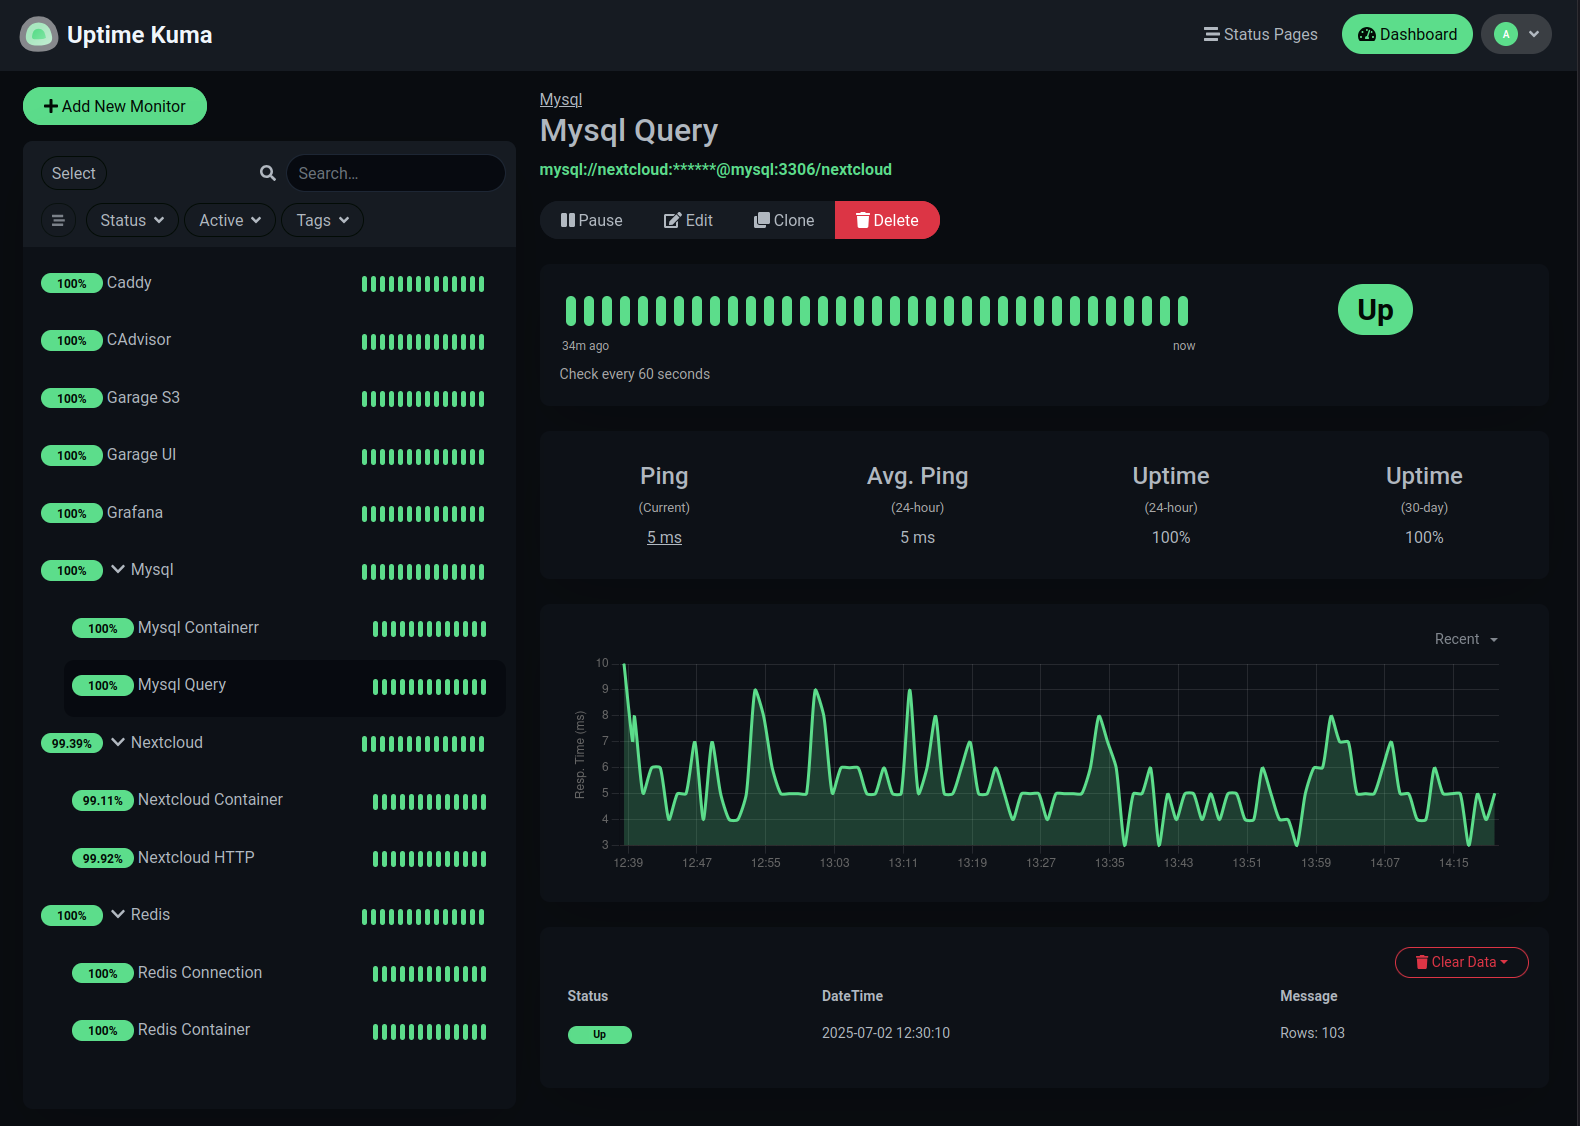 Uptime Kuma
Status Pages
Dashboard
A
Add New Monitor
Select
Search...
Status
Active
Tags
100% Caddy
100% CAdvisor
100% Garage S3
100% Garage UI
100% Grafana
100% Mysql
100% Mysql Containerr
100% Mysql Query
99.39% Nextcloud
99.11% Nextcloud Container
99.92% Nextcloud HTTP
100% Redis
100% Redis Connection
100% Redis Container
Mysql
Mysql Query
mysql://nextcloud:******@mysql:3306/nextcloud
Pause
Edit
Clone
Delete
Up
34m ago
now
Check every 60 seconds
Ping
(Current)
5 ms
Avg. Ping
(24-hour)
5 ms
Uptime
(24-hour)
100%
Uptime
(30-day)
100%
Recent
Resp. Time (ms)
10
9
8
7
6
5
4
3
12:39 12:47 12:55 13:03 13:11 13:19 13:27 13:35 13:43 13:51 13:59 14:07 14:15
Clear Data
Status DateTime Message
Up 2025-07-02 12:30:10 Rows: 103